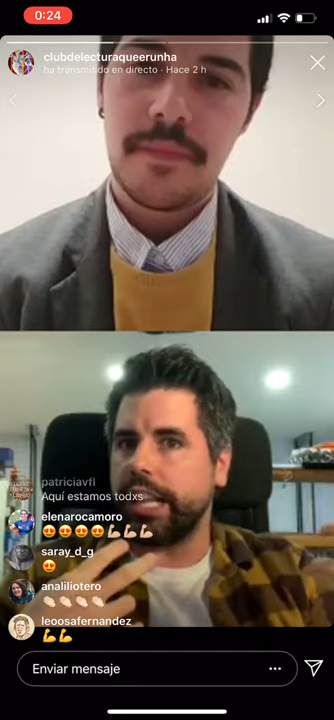 0:24
clubdelecturaqueerunha
ha transmitido en directo · Hace 2 h
patriciavfl
Aquí estamos todxs
elenarocamoro
😍😍😍😍💪🏻💪🏻💪🏻
saray_d_g
😍
analiliotero
👏🏻👏🏻👏🏻👏🏻
leoosafernandez
💪💪
Enviar mensaje